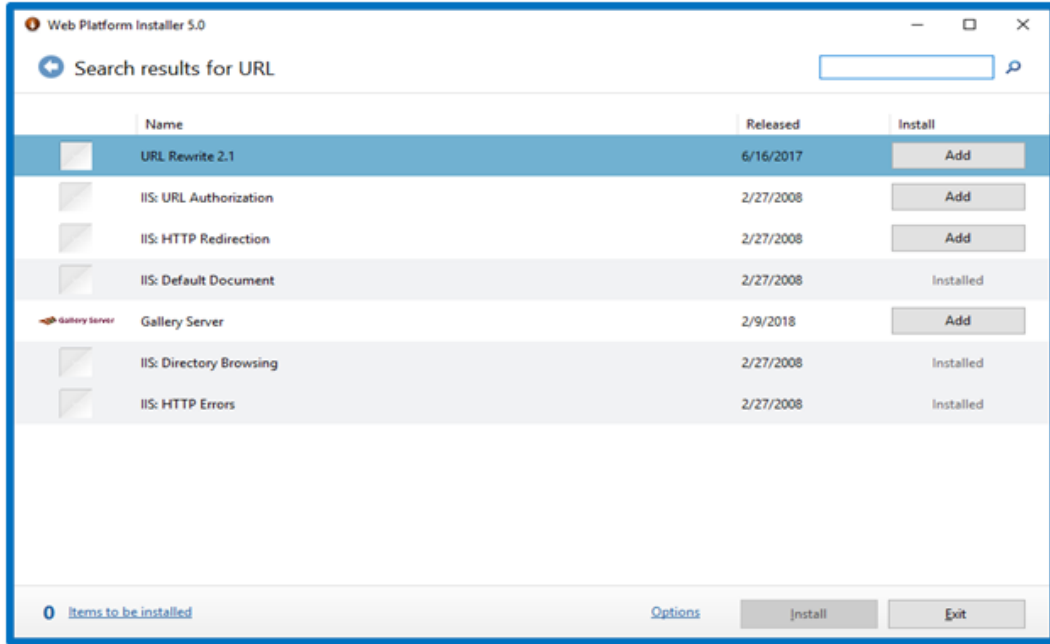 Web Platform Installer 5.0
Search results for URL
Name Released Install
URL Rewrite 2.1 6/16/2017 Add
IIS: URL Authorization 2/27/2008 Add
IIS: HTTP Redirection 2/27/2008 Add
IIS: Default Document 2/27/2008 Installed
Gallery Server Gallery Server 2/9/2018 Add
IIS: Directory Browsing 2/27/2008 Installed
IIS: HTTP Errors 2/27/2008 Installed
0 Items to be installed Options Install Exit